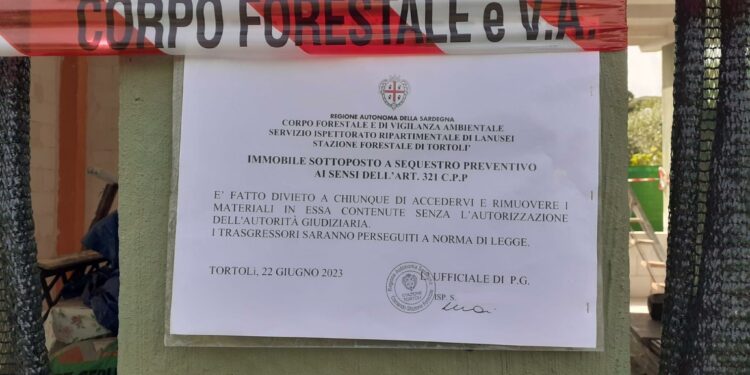 CORPO FORESTALE e V.A.
REGIONE AUTONOMA DELLA SARDEGNA
CORPO FORESTALE E DI VIGILANZA AMBIENTALE
SERVIZIO ISPETTORATO RIPARTIMENTALE DI LANUSEI
STAZIONE FORESTALE DI TORTOLI'
IMMOBILE SOTTOPOSTO A SEQUESTRO PREVENTIVO
AI SENSI DELL'ART. 321 C.P.P
E' FATTO DIVIETO A CHIUNQUE DI ACCEDERVI E RIMUOVERE I
MATERIALI IN ESSA CONTENUTE SENZA L'AUTORIZZAZIONE
DELL'AUTORITÀ GIUDIZIARIA.
I TRASGRESSORI SARANNO PERSEGUITI A NORMA DI LEGGE.
TORTOLì, 22 GIUGNO 2023
L'UFFICIALE DI P.G.
ISP. S.
STAZIONE
TORTOLÌ